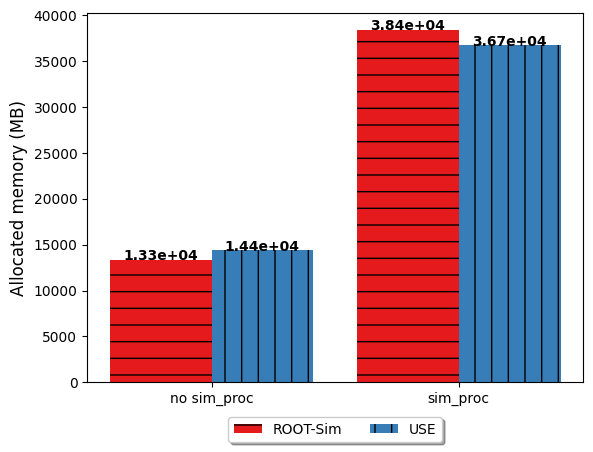 40000
35000
30000
25000
20000
15000
10000
5000
0
Allocated memory (MB)
1.33e+04
1.44e+04
3.84e+04
3.67e+04
no sim_proc
sim_proc
ROOT-Sim
USE